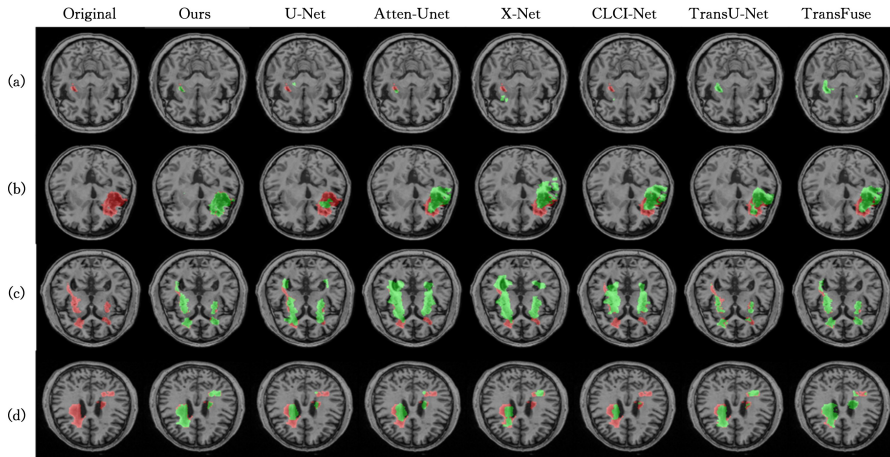 Original Ours U-Net Atten-Unet X-Net CLCI-Net TransU-Net TransFuse
(a)
(b)
(c)
(d)